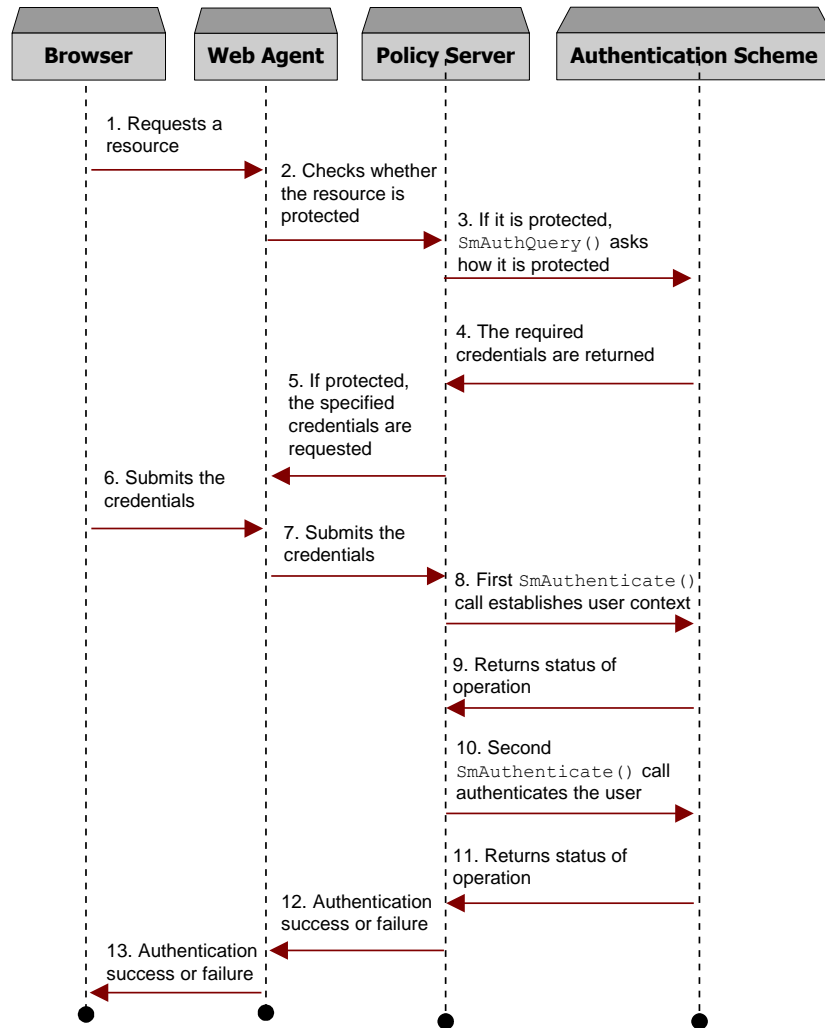 Browser
Web Agent
Policy Server
Authentication Scheme
1. Requests a
resource
2. Checks whether
the resource is
protected
3. If it is protected,
SmAuthQuery() asks
how it is protected
4. The required
credentials are returned
5. If protected,
the specified
credentials are
requested
6. Submits the
credentials
7. Submits the
credentials
8. First SmAuthenticate()
call establishes user context
9. Returns status of
operation
10. Second
SmAuthenticate() call
authenticates the user
11. Returns status of
operation
12. Authentication
success or failure
13. Authentication
success or failure